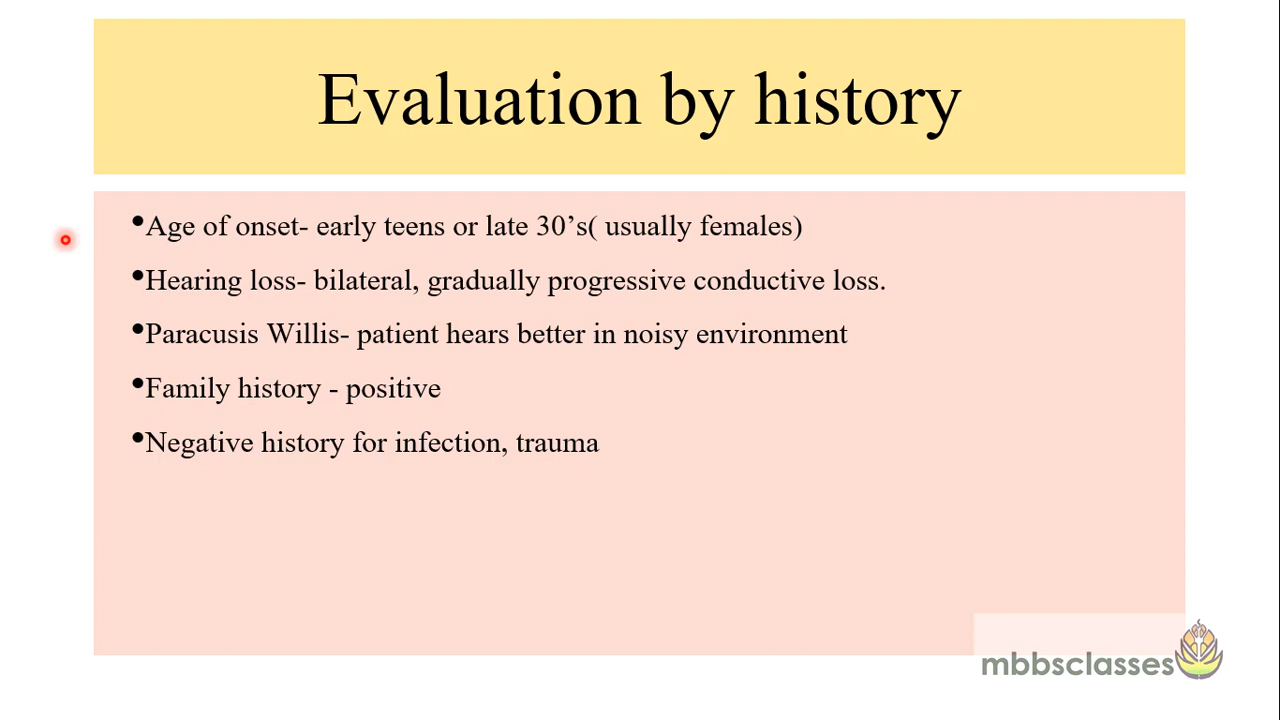 Evaluation by history
•Age of onset- early teens or late 30’s( usually females)
•Hearing loss- bilateral, gradually progressive conductive loss.
•Paracusis Willis- patient hears better in noisy environment
•Family history - positive
•Negative history for infection, trauma
mbbsclasses